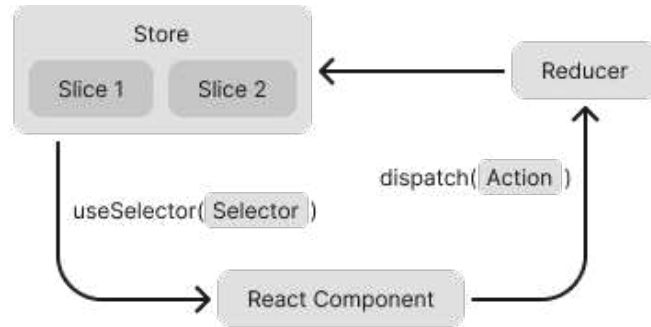 Store
Slice 1 Slice 2
Reducer
dispatch(Action)
useSelector(Selector)
React Component